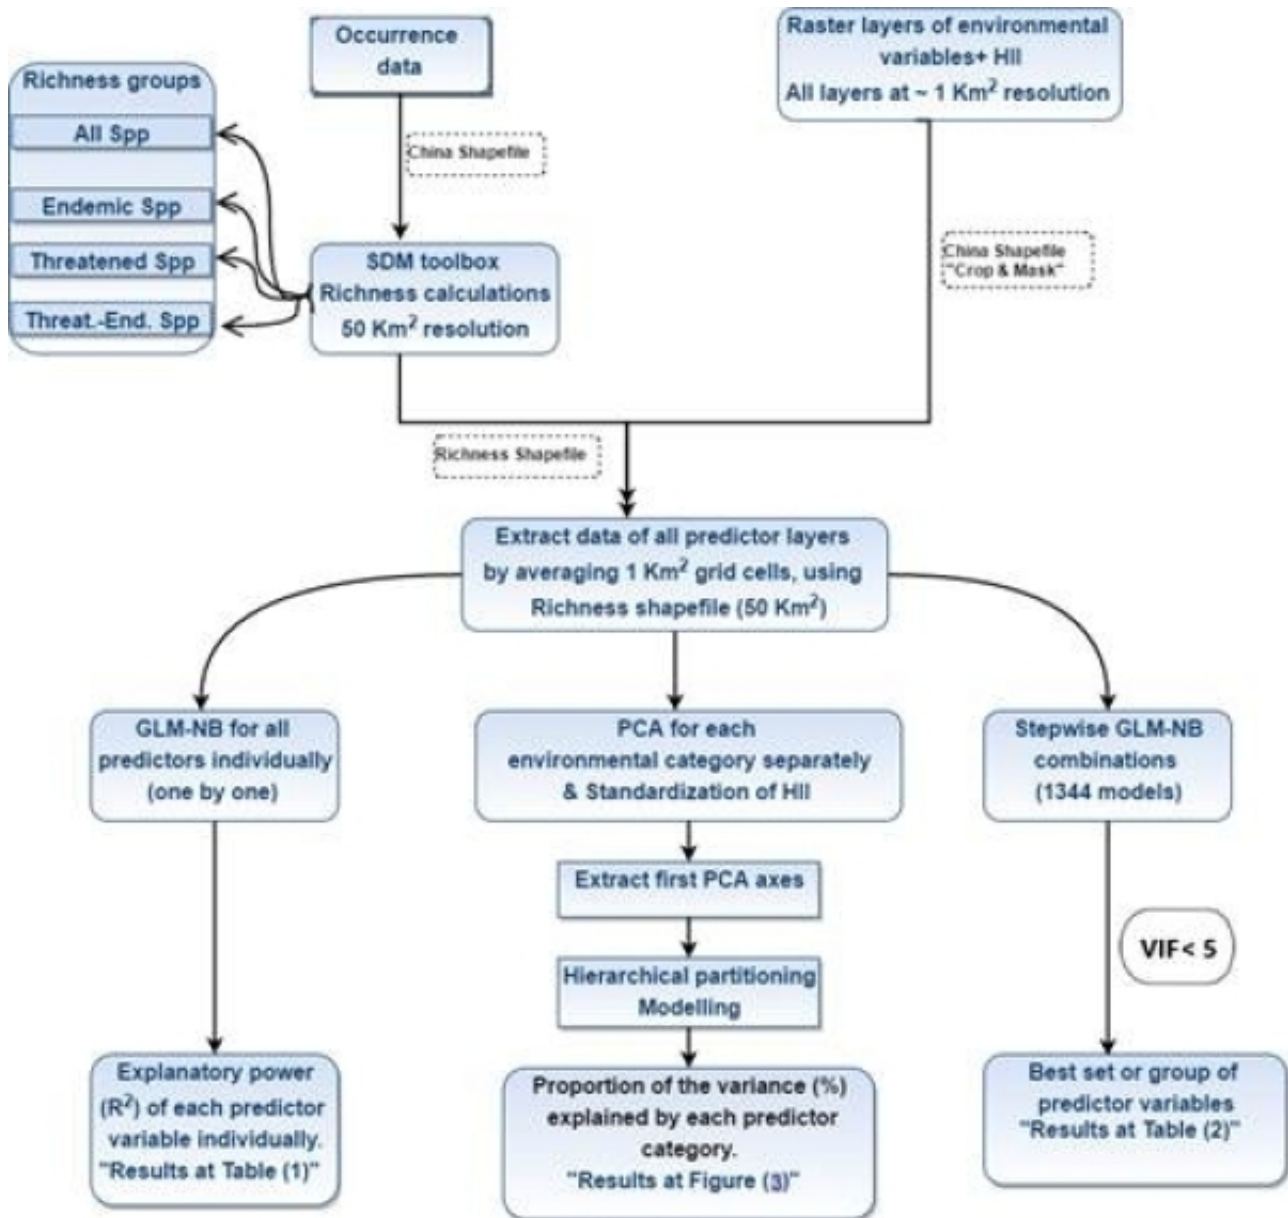 Occurrence
data
Raster layers of environmental
variables+ HII
All layers at ~ 1 Km² resolution
Richness groups
All Spp
Endemic Spp
Threatened Spp
Threat.-End. Spp
China Shapefile
SDM toolbox
Richness calculations
50 Km² resolution
China Shapefile
"Crop & Mask"
Richness Shapefile
Extract data of all predictor layers
by averaging 1 Km² grid cells, using
Richness shapefile (50 Km²)
GLM-NB for all
predictors individually
(one by one)
PCA for each
environmental category separately
& Standardization of HII
Stepwise GLM-NB
combinations
(1344 models)
Extract first PCA axes
Hierarchical partitioning
Modelling
VIF< 5
Explanatory power
(R²) of each predictor
variable individually.
"Results at Table (1)"
Proportion of the variance (%)
explained by each predictor
category.
"Results at Figure (3)"
Best set or group of
predictor variables
"Results at Table (2)"